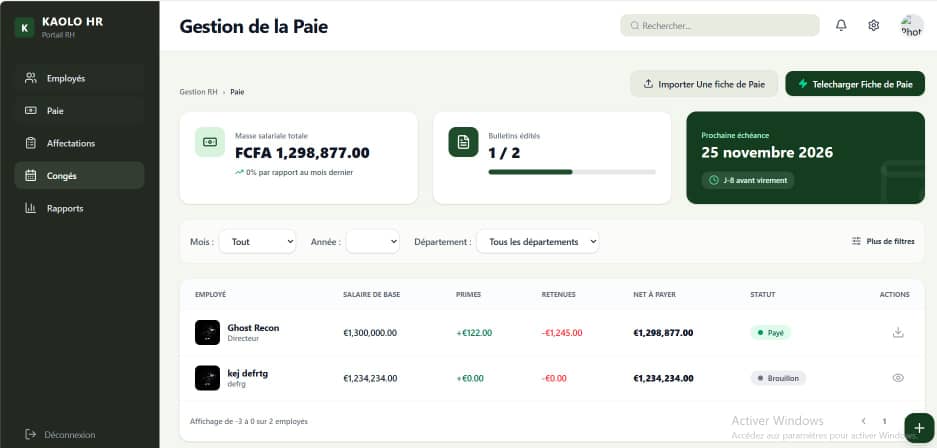 K
KAOLO HR
Portail RH
Employés
Paie
Affectations
Congés
Rapports
Déconnexion
Gestion de la Paie
Rechercher...
Phot
Gestion RH › Paie
Importer Une fiche de Paie
Telecharger Fiche de Paie
Masse salariale totale
FCFA 1,298,877.00
0% par rapport au mois dernier
Bulletins édités
1 / 2
Prochaine échéance
25 novembre 2026
J-8 avant virement
Mois : Tout Année : Département : Tous les départements
Plus de filtres
EMPLOYÉ SALAIRE DE BASE PRIMES RETENUES NET À PAYER STATUT ACTIONS
Ghost Recon
Directeur
€1,300,000.00 +€122.00 -€1,245.00 €1,298,877.00 Payé
kej defrtg
defrg
€1,234,234.00 +€0.00 -€0.00 €1,234,234.00 Brouillon
Affichage de -3 à 0 sur 2 employés
‹ 1
+
Activer Windows
Accédez aux paramètres pour activer Windows.